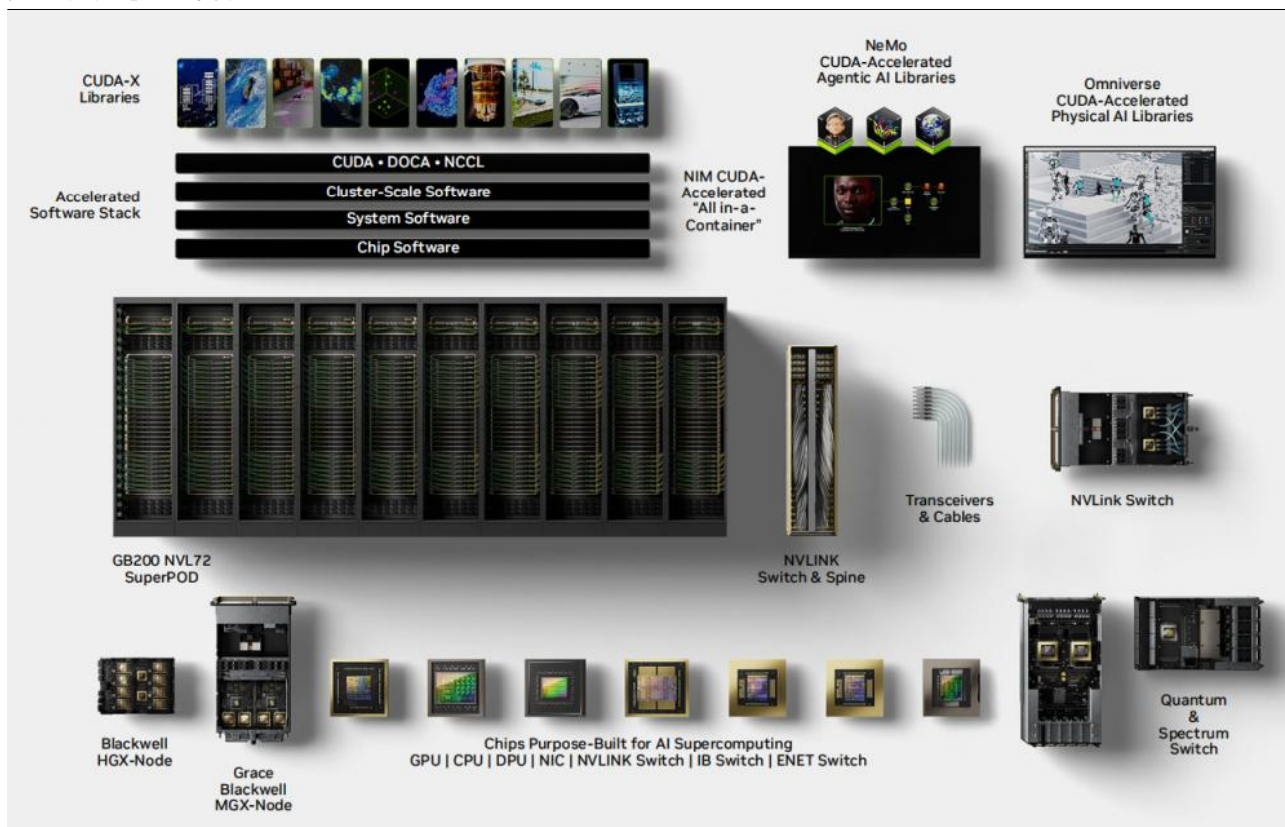 CUDA-X
Libraries
NeMo
CUDA-Accelerated
Agentic AI Libraries
Omniverse
CUDA-Accelerated
Physical AI Libraries
Accelerated
Software Stack
CUDA • DOCA • NCCL
Cluster-Scale Software
System Software
Chip Software
NIM CUDA-
Accelerated
“All in-a-
Container”
GB200 NVL72
SuperPOD
NVLINK
Switch & Spine
Transceivers
& Cables
NVLink Switch
Blackwell
HGX-Node
Grace
Blackwell
MGX-Node
Chips Purpose-Built for AI Supercomputing
GPU | CPU | DPU | NIC | NVLINK Switch | IB Switch | ENET Switch
Quantum
&
Spectrum
Switch